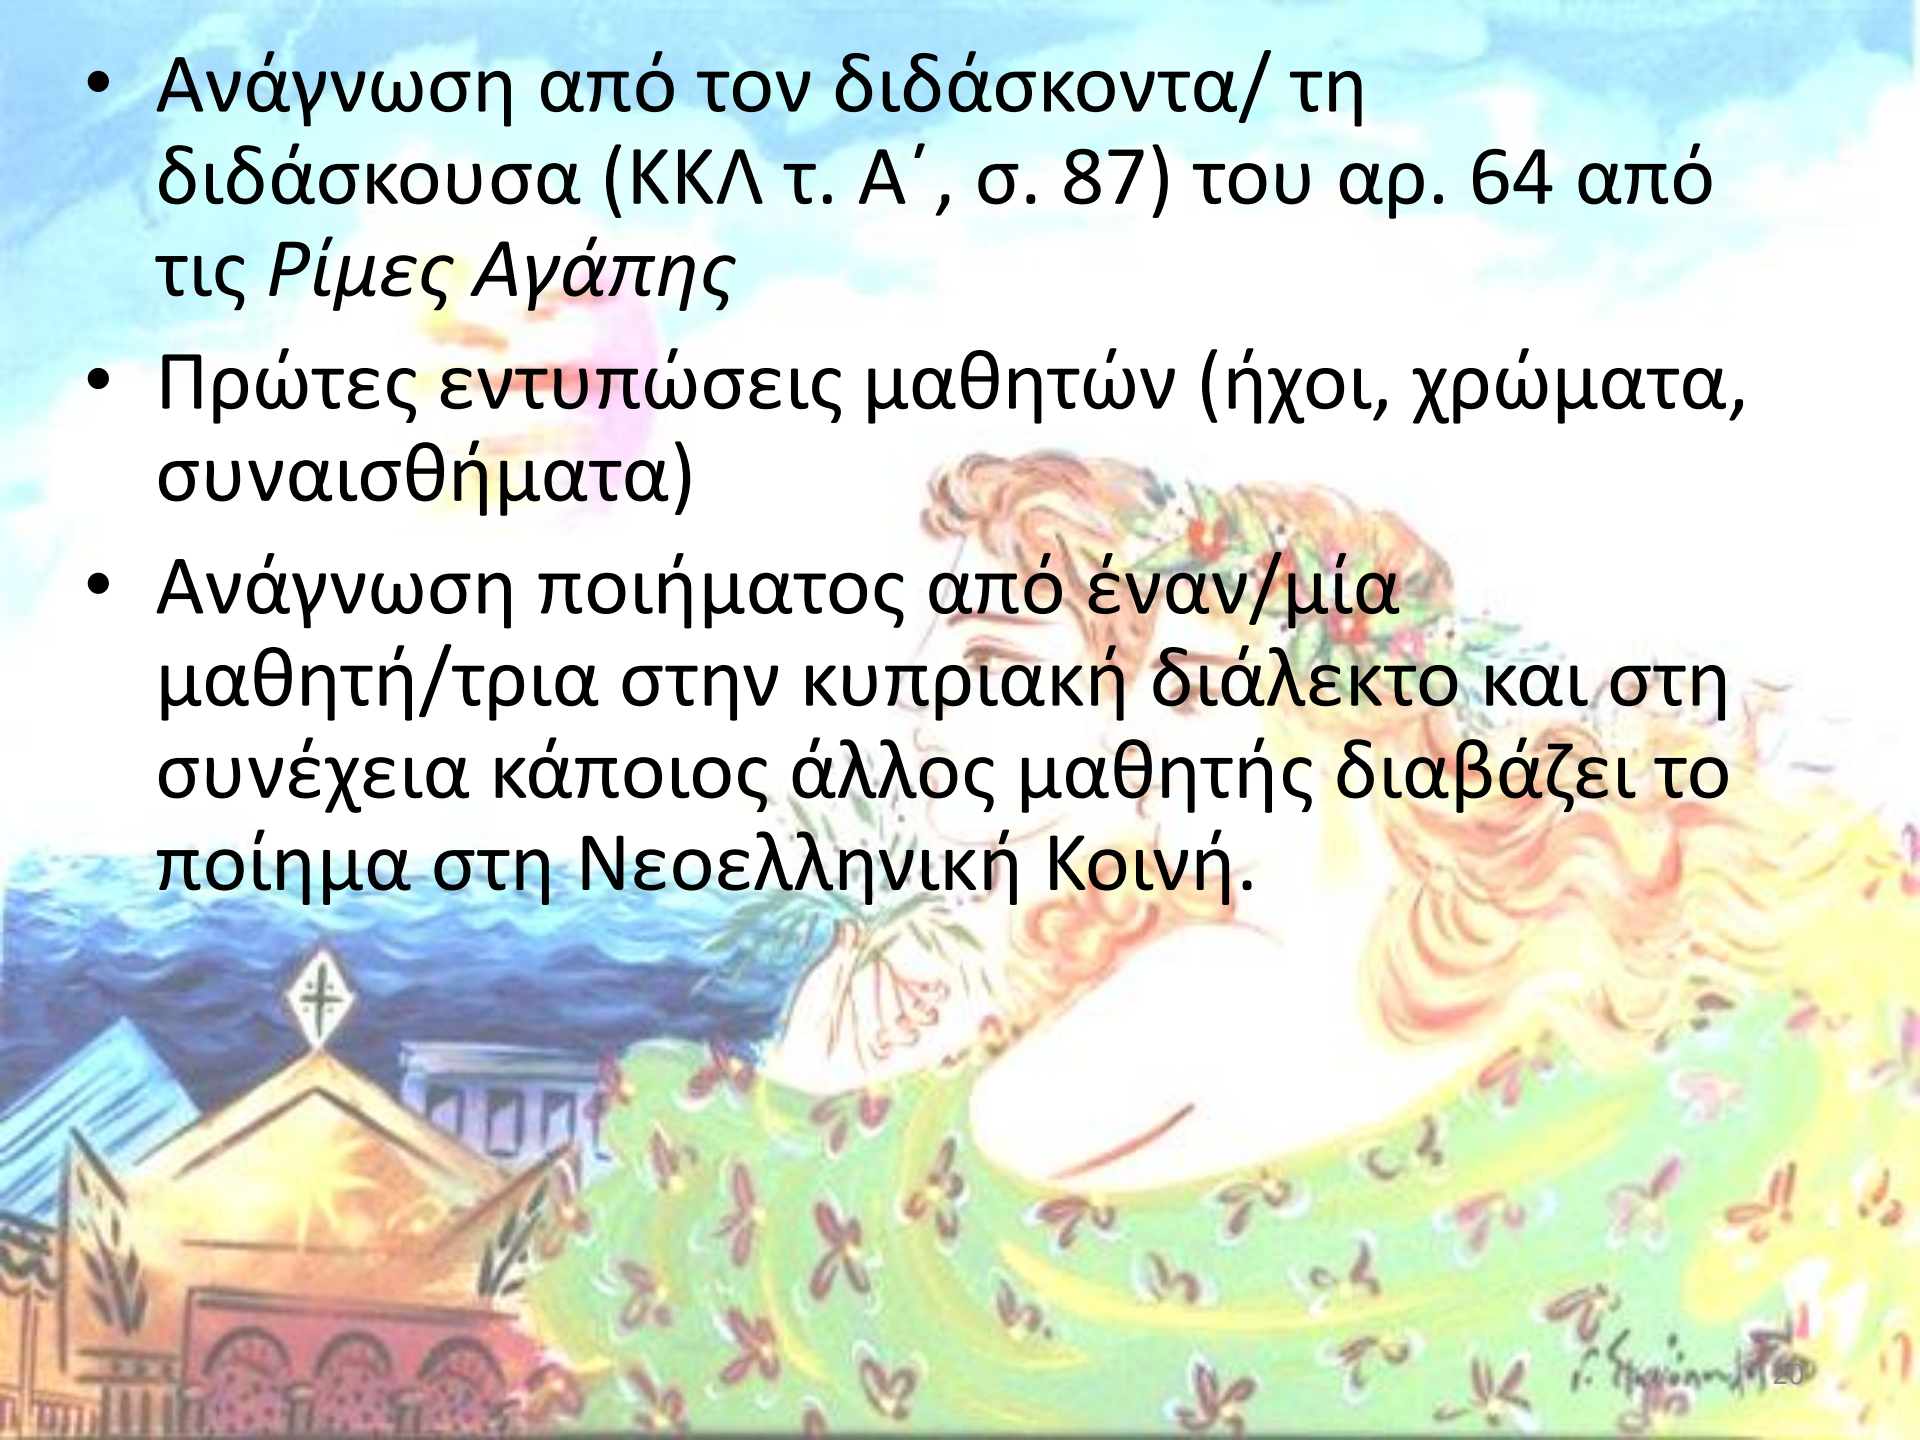 • Ανάγνωση από τον διδάσκοντα/ τη
διδάσκουσα (ΚΚΛ τ. Α΄, σ. 87) του αρ. 64 από
τις Ρίμες Αγάπης
• Πρώτες εντυπώσεις μαθητών (ήχοι, χρώματα,
συναισθήματα)
• Ανάγνωση ποιήματος από έναν/μία
μαθητή/τρια στην κυπριακή διάλεκτο και στη
συνέχεια κάποιος άλλος μαθητής διαβάζει το
ποίημα στη Νεοελληνική Κοινή.
20